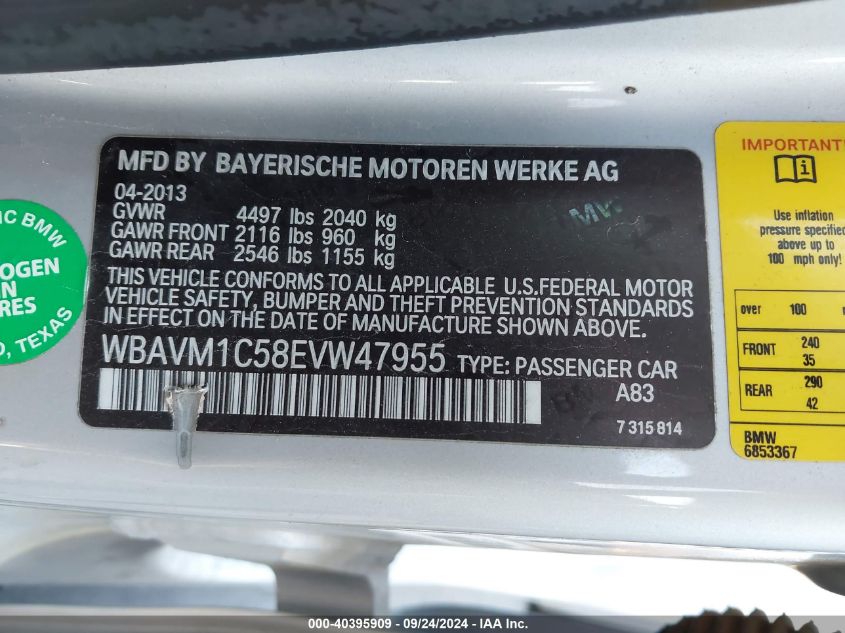 MFD BY BAYERISCHE MOTOREN WERKE AG
04-2013
GVWR 4497 lbs 2040 kg
GAWR FRONT 2116 lbs 960 kg
GAWR REAR 2546 lbs 1155 kg
THIS VEHICLE CONFORMS TO ALL APPLICABLE U.S.FEDERAL MOTOR
VEHICLE SAFETY, BUMPER AND THEFT PREVENTION STANDARDS
IN EFFECT ON THE DATE OF MANUFACTURE SHOWN ABOVE.
WBAVM1C58EVW47955 TYPE: PASSENGER CAR
A83
7 315 814
BMW
TEXAS
IMPORTANT!
Use inflation
pressure specified
above up to
100 mph only!
over 100
FRONT 240
35
REAR 290
42
BMW
6853367
000-40395909 - 09/24/2024 - IAA Inc.